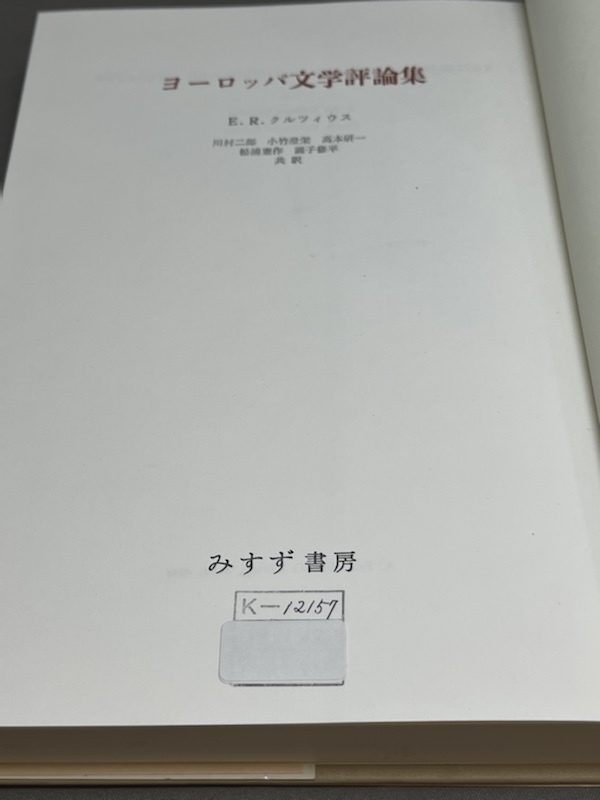 ヨーロッパ文学評論集
E. R. クルツィウス
川村二郎 小竹澄栄 高本研一
松浦憲作 圓子修平
共訳
みすず書房
K—12157